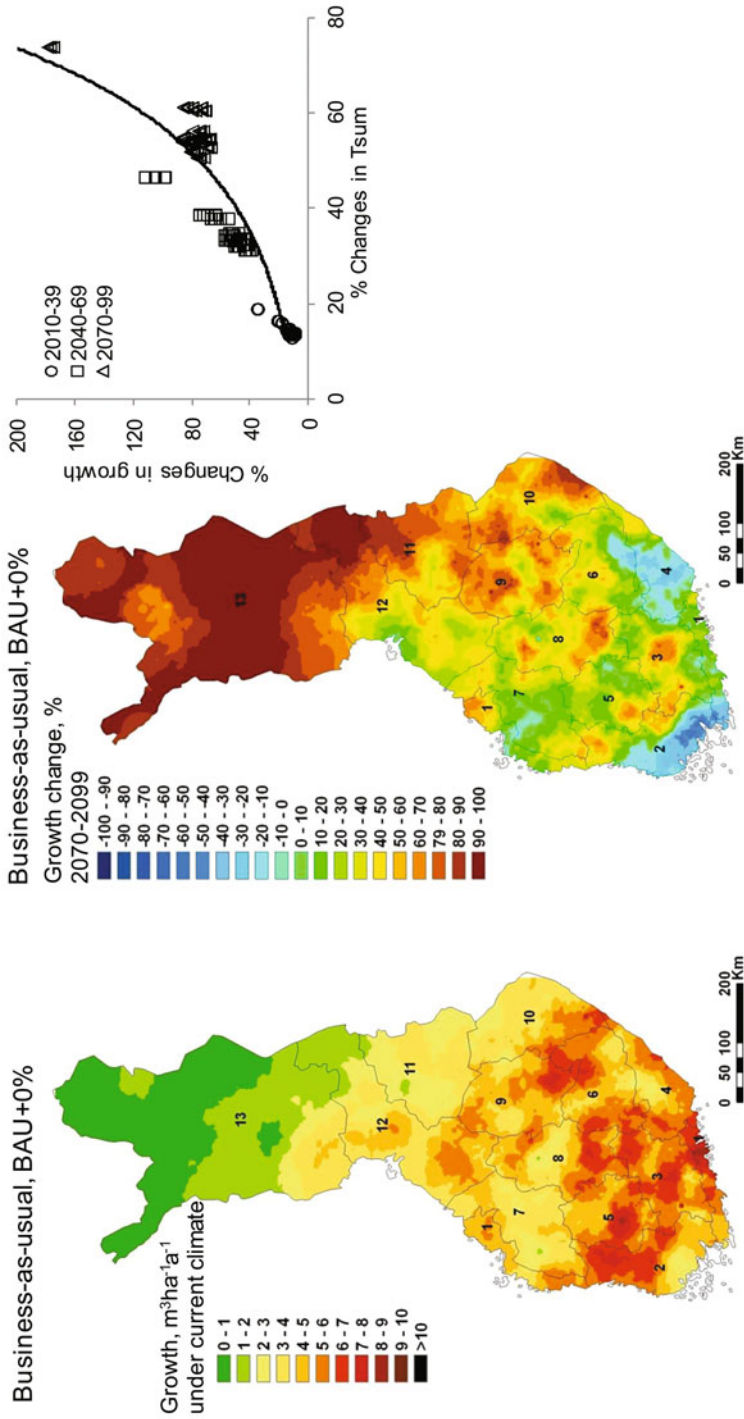 Business-as-usual, BAU+0%
Growth, m³ha⁻¹a⁻¹
under current climate
0 - 1
1 - 2
2 - 3
3 - 4
4 - 5
5 - 6
6 - 7
7 - 8
8 - 9
9 - 10
>10
13
12
11
1
7
9
10
8
6
5
3
4
2
1
0 50 100 200
Km
Business-as-usual, BAU+0%
Growth change, %
2070-2099
-100 - -90
-90 - -80
-80 - -70
-70 - -60
-60 - -50
-50 - -40
-40 - -30
-30 - -20
-20 - -10
-10 - 0
0 - 10
10 - 20
20 - 30
30 - 40
40 - 50
50 - 60
60 - 70
79 - 80
80 - 90
90 - 100
13
12
11
1
7
9
10
8
6
5
3
4
2
1
0 50 100 200
Km
200
160
120
80
40
0
% Changes in growth
2010-39
2040-69
2070-99
0 20 40 60 80
% Changes in Tsum